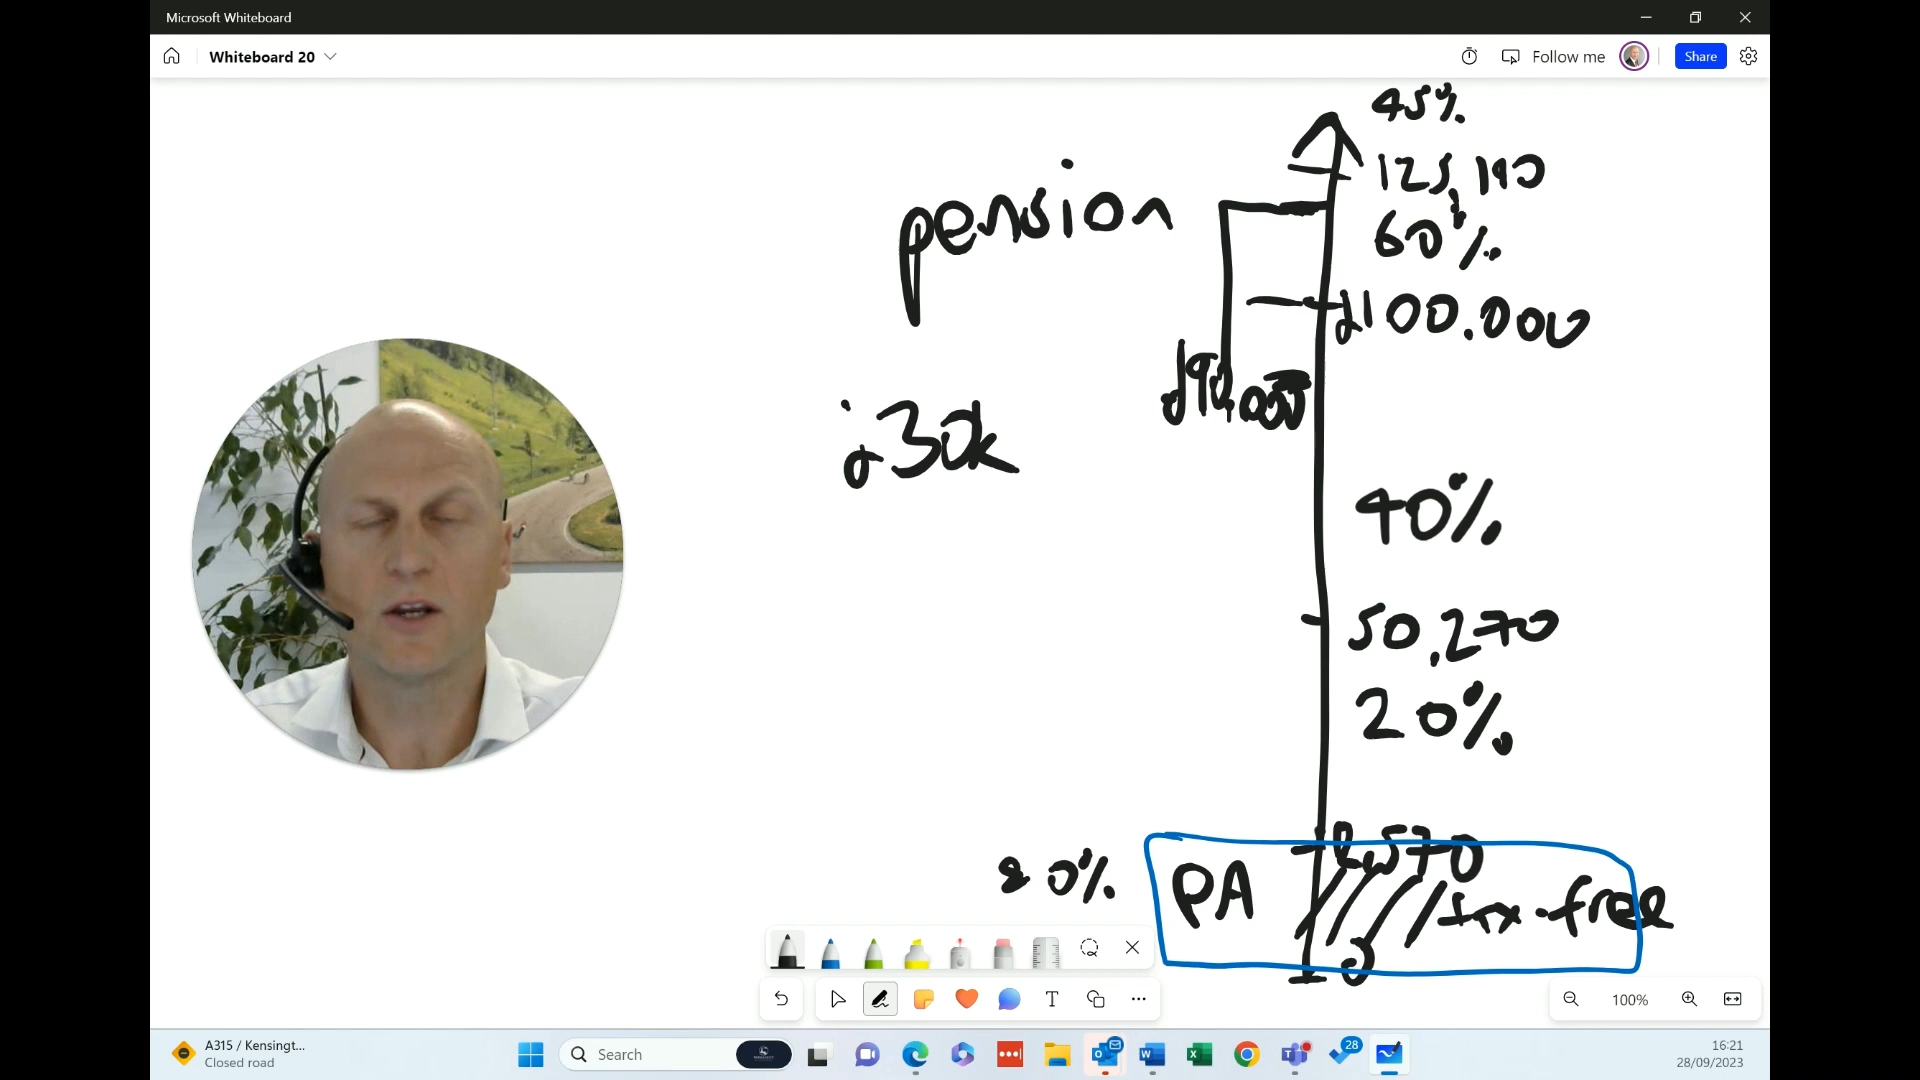 Microsoft Whiteboard
Whiteboard 20
Follow me
Share
45%
125,140
pension
60%
£100.000
£90,000
£30k
40%
50,270
20%
12,570
& 0%
PA
tax-free
0
T
100%
A315 / Kensingt...
Closed road
Search
28
16:21
28/09/2023